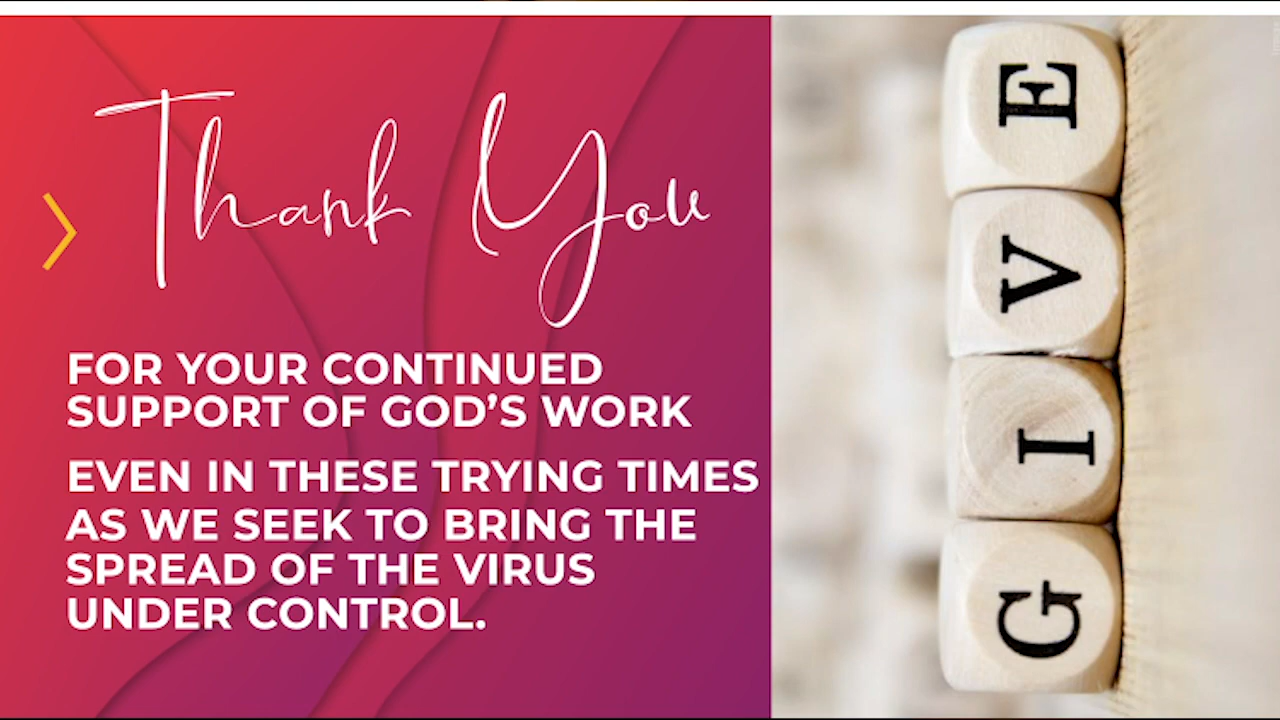 Thank You
FOR YOUR CONTINUED
SUPPORT OF GOD'S WORK
EVEN IN THESE TRYING TIMES
AS WE SEEK TO BRING THE
SPREAD OF THE VIRUS
UNDER CONTROL.
GIVE